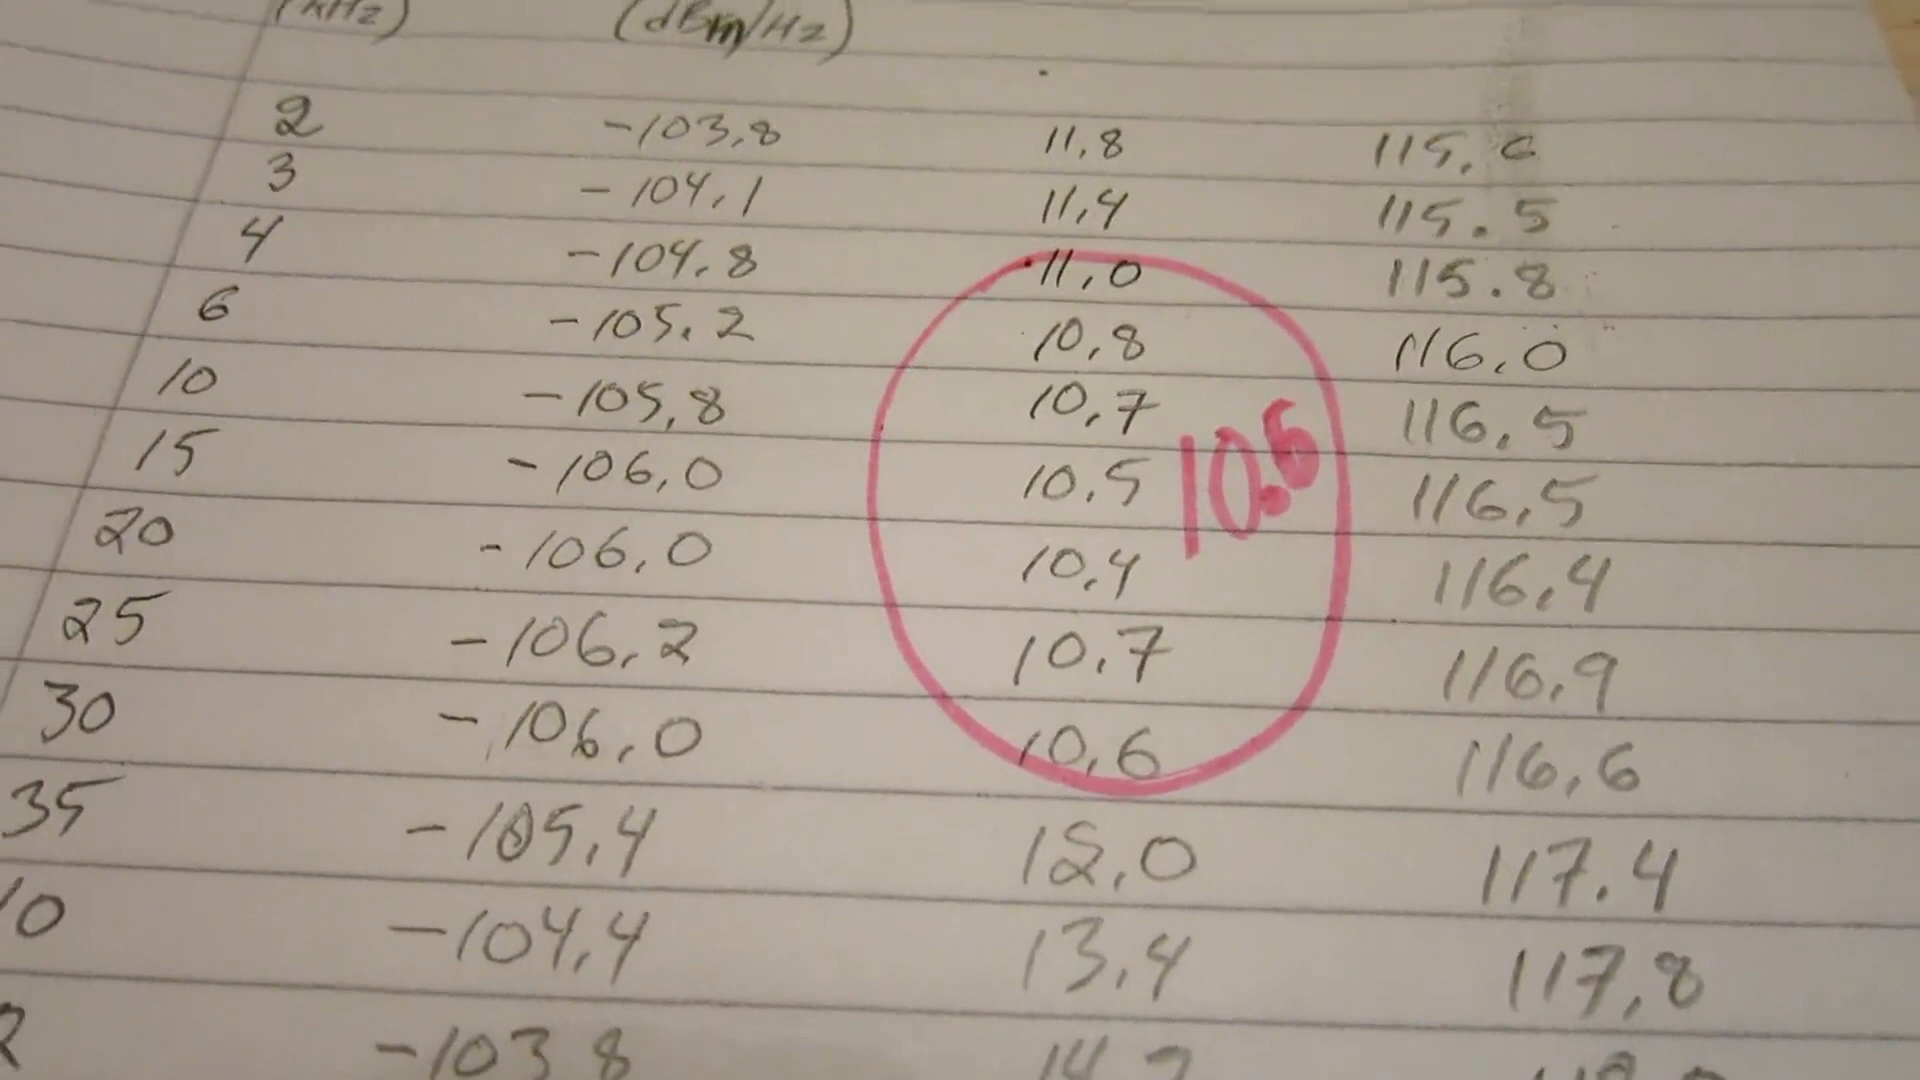 (kHz) (dBm/Hz)
2 -103,8 11,8 115,6
3 -104,1 11,4 115.5
4 -104.8 11,0 115.8
6 -105.2 10,8 116,0
10 -105,8 10,7 116,5
15 -106,0 10,5 10.6 116,5
20 -106,0 10,4 116,4
25 -106,2 10,7 116,9
30 -106,0 10,6 116,6
35 -105,4 12,0 117.4
-104,4 13,4 117,8
-103 8